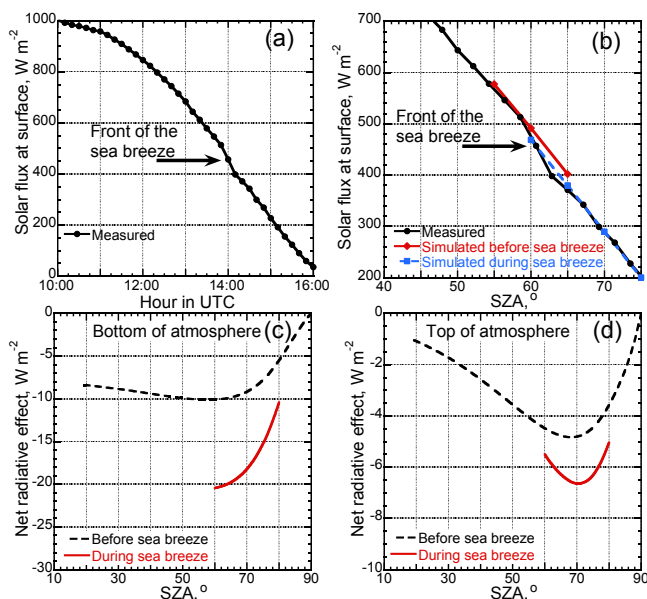 (a)
Solar flux at surface, W m-2
1000
800
600
400
200
0
Front of the
sea breeze
Measured
10:00
12:00
14:00
16:00
Hour in UTC
(b)
Solar flux at surface, W m-2
700
600
500
400
300
200
Front of the
sea breeze
Measured
Simulated before sea breeze
Simulated during sea breeze
40
50
60
70
SZA,°
Bottom of atmosphere (c)
Net radiative effect, W m-2
0
-5
-10
-15
-20
-25
-30
Before sea breeze
During sea breeze
10
30
50
70
90
SZA,°
Top of atmosphere (d)
Net radiative effect, W m-2
0
-2
-4
-6
-8
-10
Before sea breeze
During sea breeze
10
30
50
70
90
SZA,°